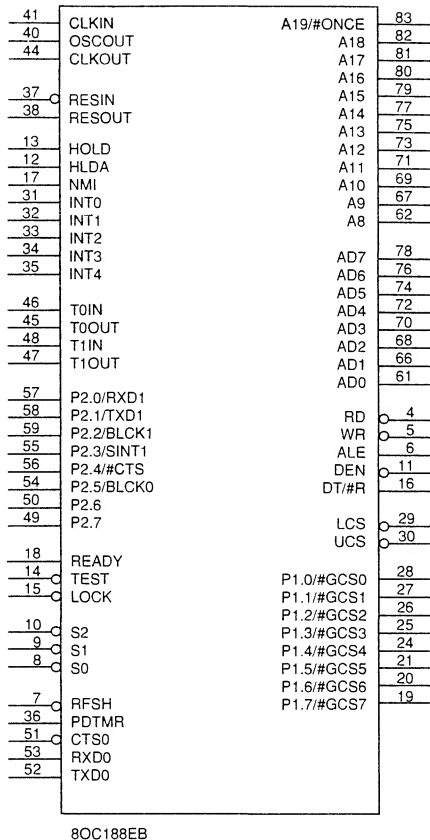 41 CLKIN
40 OSCOUT
44 CLKOUT
37 RESIN
38 RESOUT
13 HOLD
12 HLDA
17 NMI
31 INT0
32 INT1
33 INT2
34 INT3
35 INT4
46 T0IN
45 T0OUT
48 T1IN
47 T1OUT
57 P2.0/RXD1
58 P2.1/TXD1
59 P2.2/BLCK1
55 P2.3/SINT1
56 P2.4/#CTS
54 P2.5/BLCK0
50 P2.6
49 P2.7
18 READY
14 TEST
15 LOCK
10 S2
9 S1
8 S0
7 RFSH
36 PDTMR
51 CTS0
53 RXD0
52 TXD0
A19/#ONCE 83
A18 82
A17 81
A16 80
A15 79
A14 77
A13 75
A12 73
A11 71
A10 69
A9 67
A8 62
AD7 78
AD6 76
AD5 74
AD4 72
AD3 70
AD2 68
AD1 66
AD0 61
RD 4
WR 5
ALE 6
DEN 11
DT/#R 16
LCS 29
UCS 30
P1.0/#GCS0 28
P1.1/#GCS1 27
P1.2/#GCS2 26
P1.3/#GCS3 25
P1.4/#GCS4 24
P1.5/#GCS5 21
P1.6/#GCS6 20
P1.7/#GCS7 19
8OC188EB